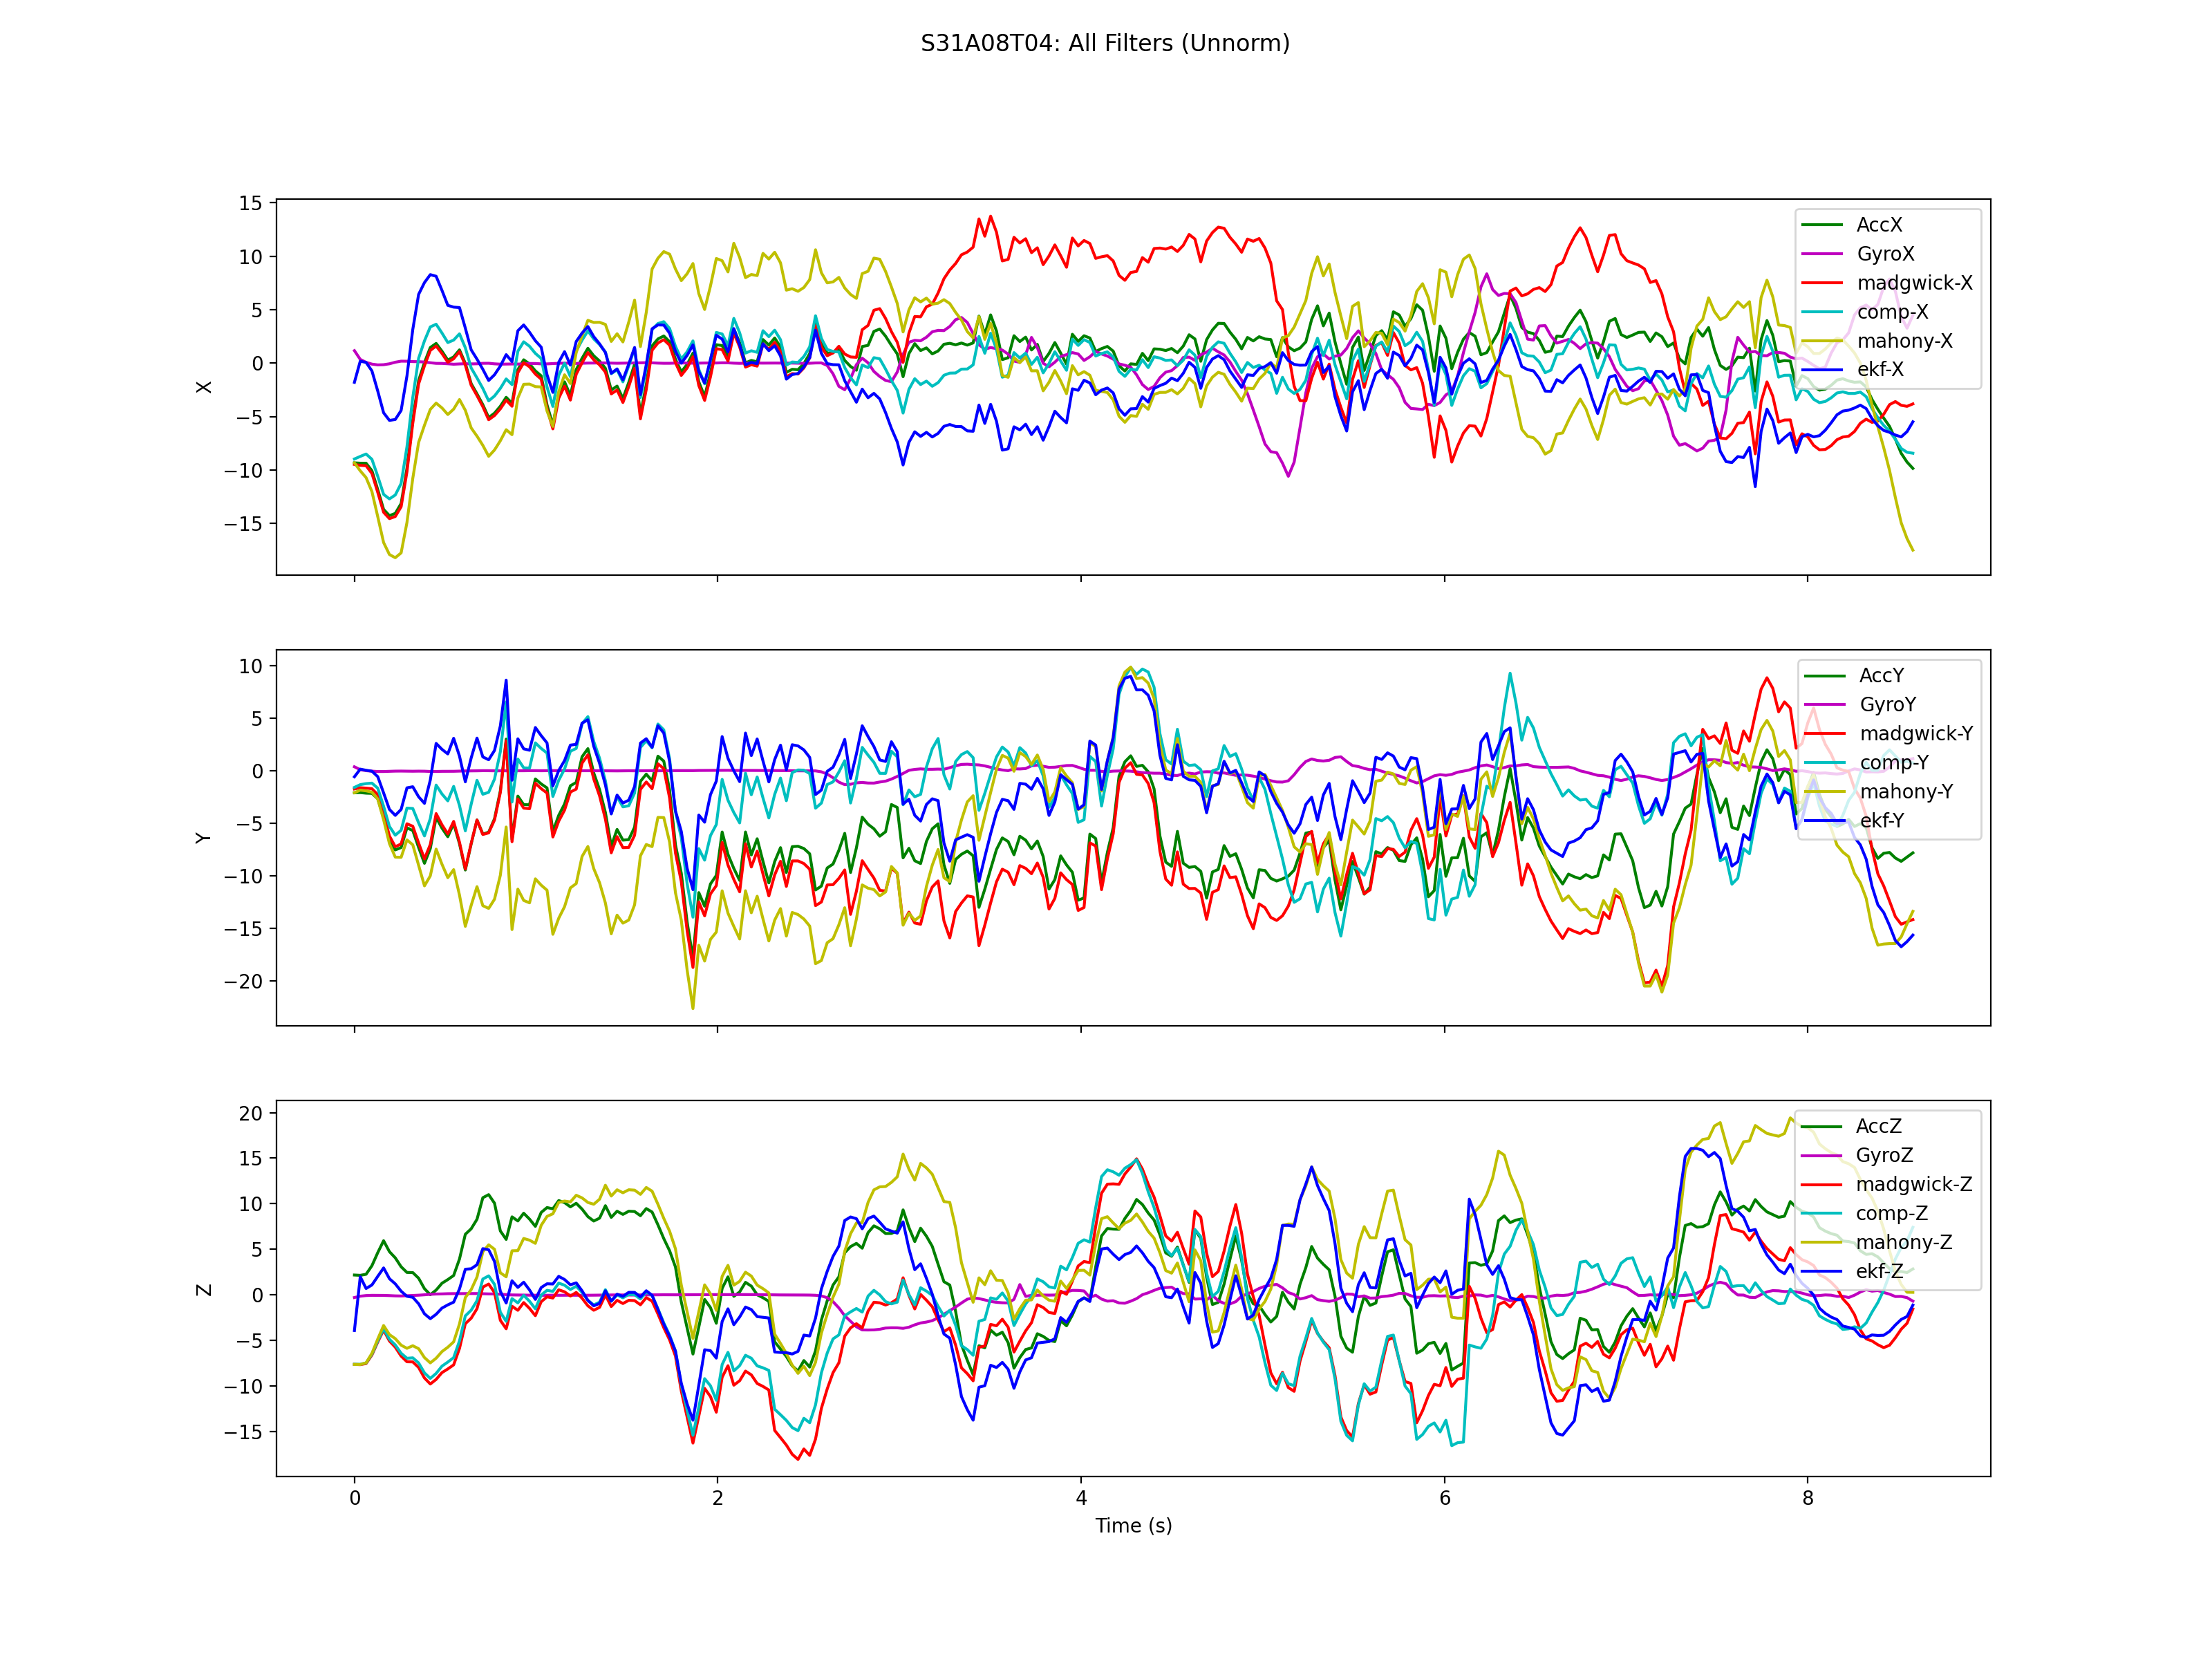 S31A08T04: All Filters (Unnorm)
15
10
5
0
−5
−10
−15
X
AccX
GyroX
madgwick-X
comp-X
mahony-X
ekf-X
10
5
0
−5
−10
−15
−20
Y
AccY
GyroY
madgwick-Y
comp-Y
mahony-Y
ekf-Y
20
15
10
5
0
−5
−10
−15
Z
AccZ
GyroZ
madgwick-Z
comp-Z
mahony-Z
ekf-Z
0 2 4 6 8
Time (s)